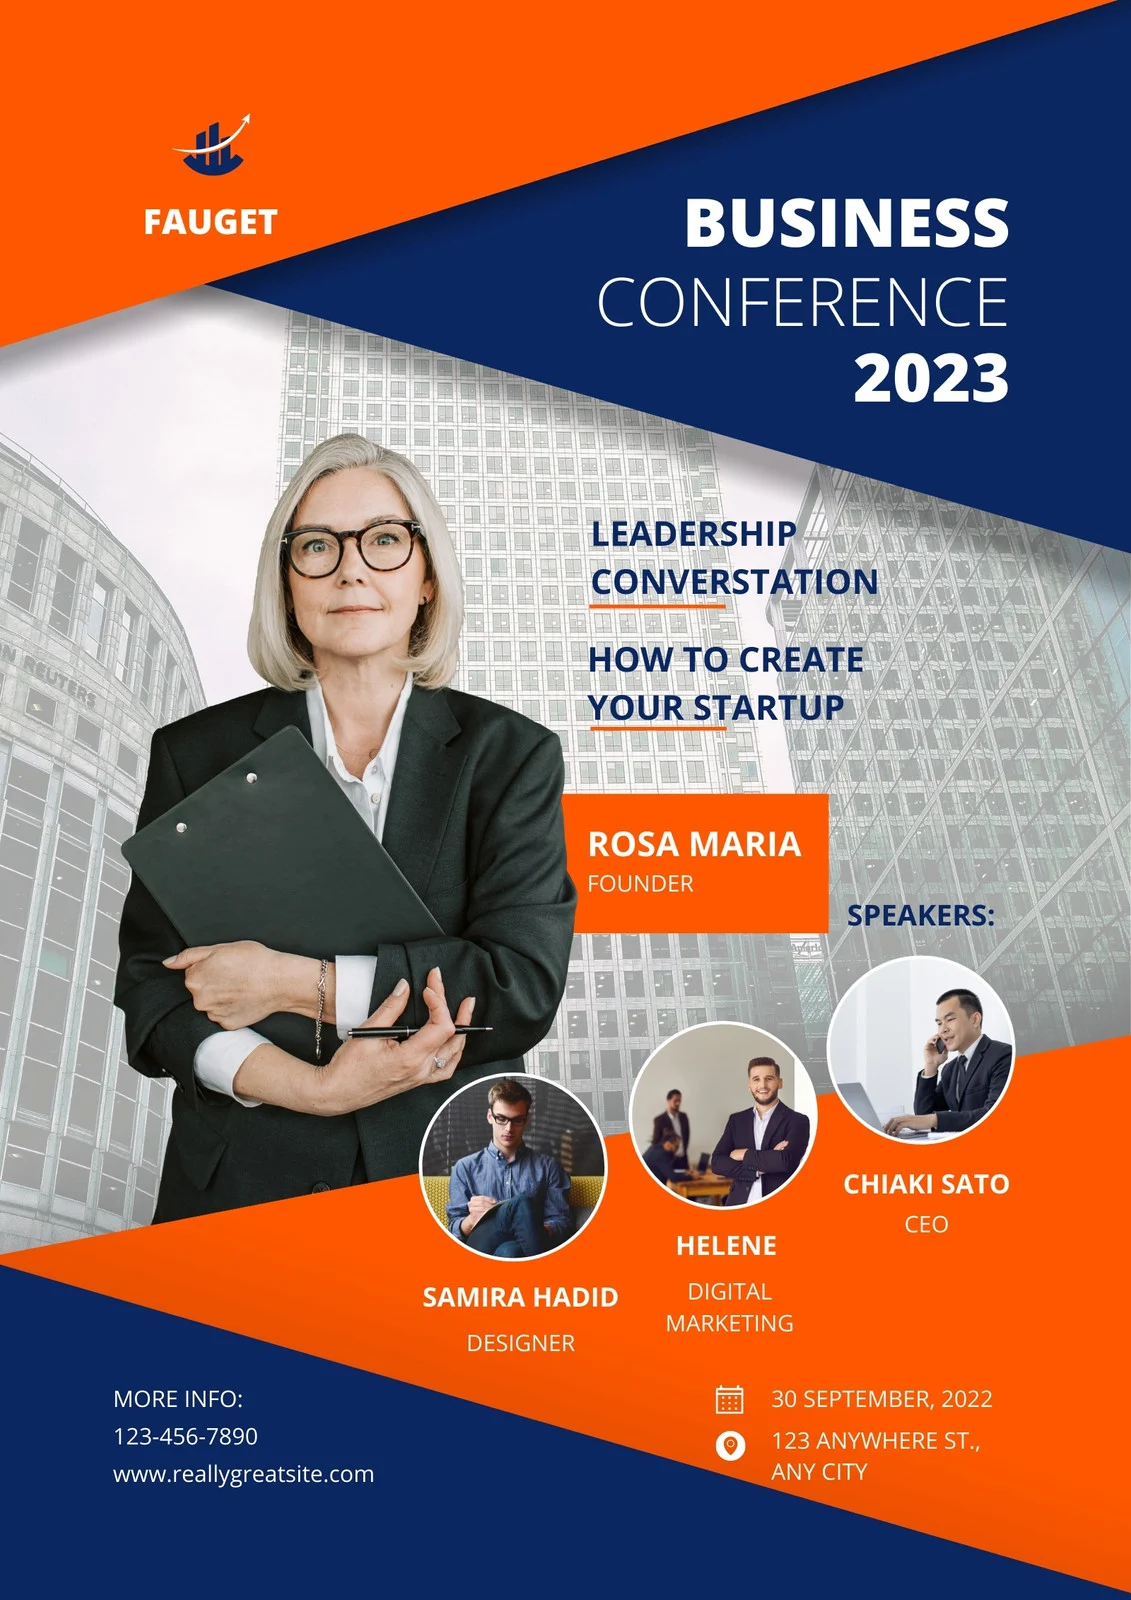 FAUGET
BUSINESS
CONFERENCE
2023
LEADERSHIP
CONVERSTATION
HOW TO CREATE
YOUR STARTUP
ROSA MARIA
FOUNDER
SPEAKERS:
CHIAKI SATO
CEO
HELENE
DIGITAL
MARKETING
SAMIRA HADID
DESIGNER
MORE INFO:
123-456-7890
www.reallygreatsite.com
30 SEPTEMBER, 2022
123 ANYWHERE ST.,
ANY CITY
REUTERS